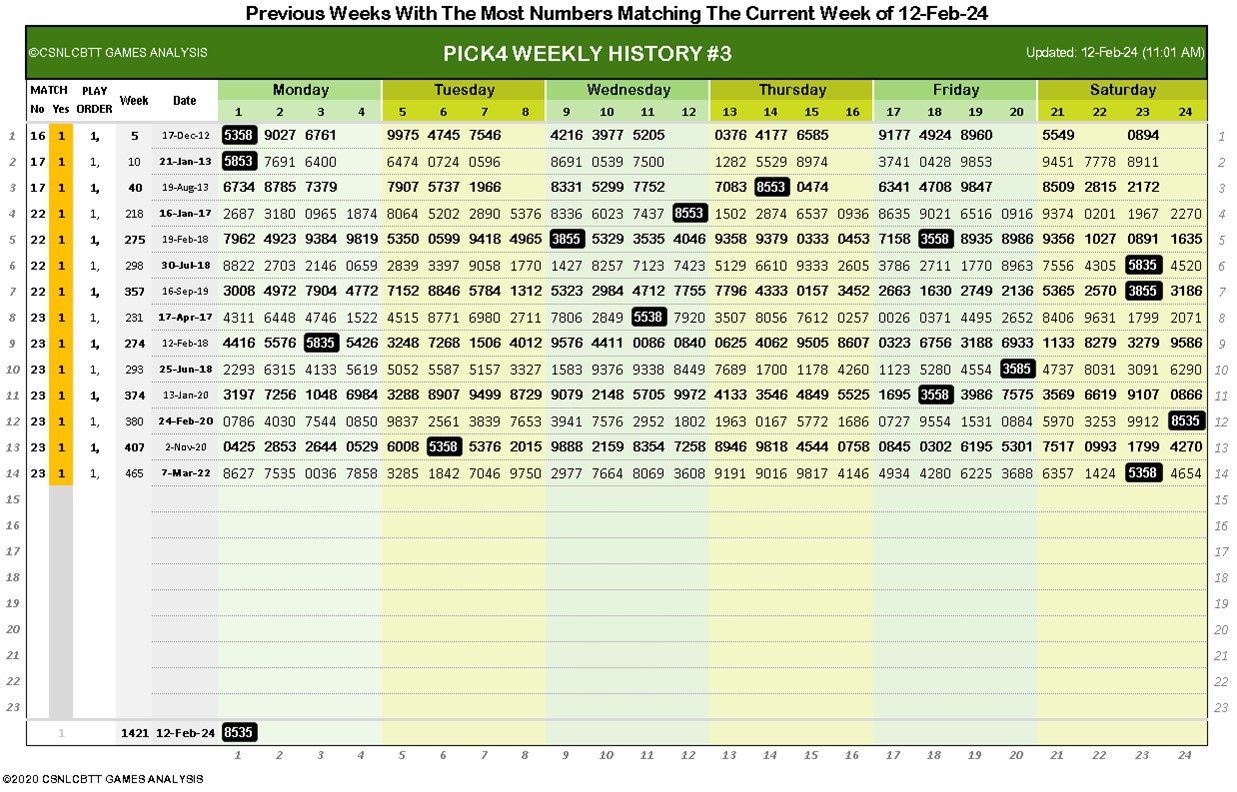 Previous Weeks With The Most Numbers Matching The Current Week of 12-Feb-24
©CSNLCBTT GAMES ANALYSIS PICK4 WEEKLY HISTORY #3 Updated: 12-Feb-24 (11:01 AM)
MATCH PLAY Week Date Monday Tuesday Wednesday Thursday Friday Saturday
No Yes ORDER 1 2 3 4 5 6 7 8 9 10 11 12 13 14 15 16 17 18 19 20 21 22 23 24
1 16 1 1, 5 17-Dec-12 5358 9027 6761 9975 4745 7546 4216 3977 5205 0376 4177 6585 9177 4924 8960 5549 0894 1
2 17 1 1, 10 21-Jan-13 5853 7691 6400 6474 0724 0596 8691 0539 7500 1282 5529 8974 3741 0428 9853 9451 7778 8911 2
3 17 1 1, 40 19-Aug-13 6734 8785 7379 7907 5737 1966 8331 5299 7752 7083 8553 0474 6341 4708 9847 8509 2815 2172 3
4 22 1 1, 218 16-Jan-17 2687 3180 0965 1874 8064 5202 2890 5376 8336 6023 7437 8553 1502 2874 6537 0936 8635 9021 6516 0916 9374 0201 1967 2270 4
5 22 1 1, 275 19-Feb-18 7962 4923 9384 9819 5350 0599 9418 4965 3855 5329 3535 4046 9358 9379 0333 0453 7158 3558 8935 8986 9356 1027 0891 1635 5
6 22 1 1, 298 30-Jul-18 8822 2703 2146 0659 2839 3397 9058 1770 1427 8257 7123 7423 5129 6610 9333 2605 3786 2711 1770 8963 7556 4305 5835 4520 6
7 22 1 1, 357 16-Sep-19 3008 4972 7904 4772 7152 8846 5784 1312 5323 2984 4712 7755 7796 4333 0157 3452 2663 1630 2749 2136 5365 2570 3855 3186 7
8 23 1 1, 231 17-Apr-17 4311 6448 4746 1522 4515 8771 6980 2711 7806 2849 5538 7920 3507 8056 7612 0257 0026 0371 4495 2652 8406 9631 1799 2071 8
9 23 1 1, 274 12-Feb-18 4416 5576 5835 5426 3248 7268 1506 4012 9576 4411 0086 0840 0625 4062 9505 8607 0323 6756 3188 6933 1133 8279 3279 9586 9
10 23 1 1, 293 25-Jun-18 2293 6315 4133 5619 5052 5587 5157 3327 1583 9376 9338 8449 7689 1700 1178 4260 1123 5280 4554 3585 4737 8031 3091 6290 10
11 23 1 1, 374 13-Jan-20 3197 7256 1048 6984 3288 8907 9499 8729 9079 2148 5705 9972 4133 3546 4849 5525 1695 3558 3986 7575 3569 6619 9107 0866 11
12 23 1 1, 380 24-Feb-20 0786 4030 7544 0850 9837 2561 3839 7653 3941 7576 2952 1802 1963 0167 5772 1686 0727 9554 1531 0884 5970 3253 9912 8535 12
13 23 1 1, 407 2-Nov-20 0425 2853 2644 0529 6008 5358 5376 2015 9888 2159 8354 7258 8946 9818 4544 0758 0845 0302 6195 5301 7517 0993 1799 4270 13
14 23 1 1, 465 7-Mar-22 8627 7535 0036 7858 3285 1842 7046 9750 2977 7664 8069 3608 9191 9016 9817 4146 4934 4280 6225 3688 6357 1424 5358 4654 14
15 15
16 16
17 17
18 18
19 19
20 20
21 21
22 22
23 23
1 1421 12-Feb-24 8535
1 2 3 4 5 6 7 8 9 10 11 12 13 14 15 16 17 18 19 20 21 22 23 24
©2020 CSNLCBTT GAMES ANALYSIS